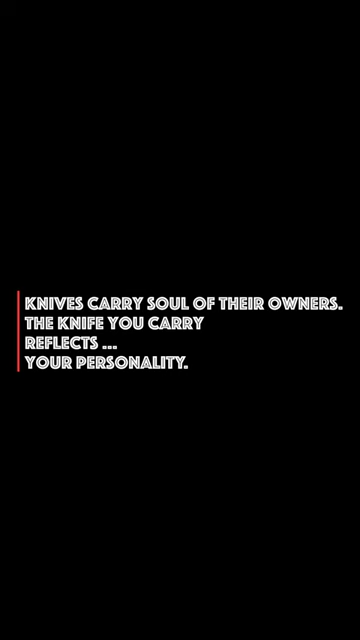 KNIVES CARRY SOUL OF THEIR OWNERS.
THE KNIFE YOU CARRY
REFLECTS ...
YOUR PERSONALITY.